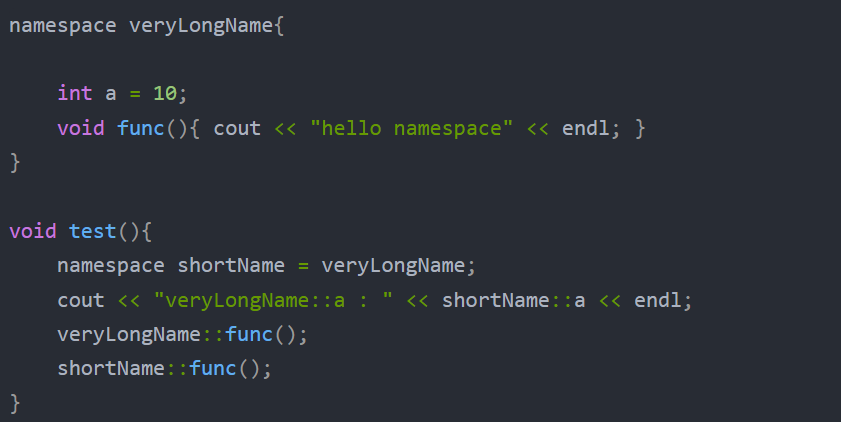 namespace veryLongName{
    int a = 10;
    void func(){ cout << "hello namespace" << endl; }
}
void test(){
    namespace shortName = veryLongName;
    cout << "veryLongName::a : " << shortName::a << endl;
    veryLongName::func();
    shortName::func();
}